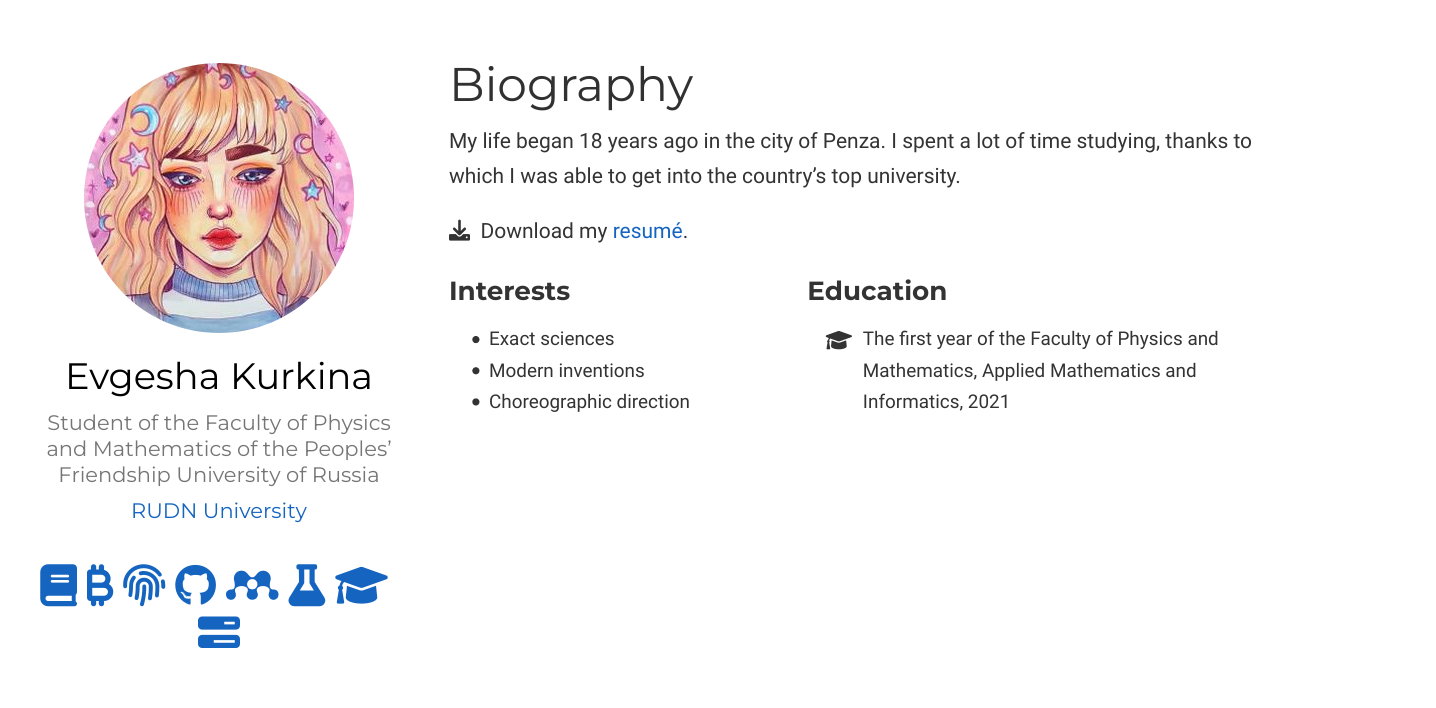 Biography
My life began 18 years ago in the city of Penza. I spent a lot of time studying, thanks to
which I was able to get into the country’s top university.
Download my resumé.
Interests
Exact sciences
Modern inventions
Choreographic direction
Education
The first year of the Faculty of Physics and
Mathematics, Applied Mathematics and
Informatics, 2021
Evgesha Kurkina
Student of the Faculty of Physics
and Mathematics of the Peoples’
Friendship University of Russia
RUDN University